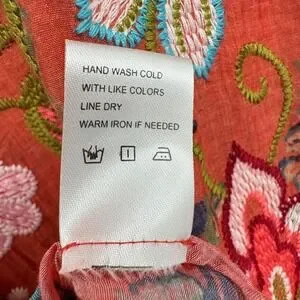 HAND WASH COLD
WITH LIKE COLORS
LINE DRY
WARM IRON IF NEEDED